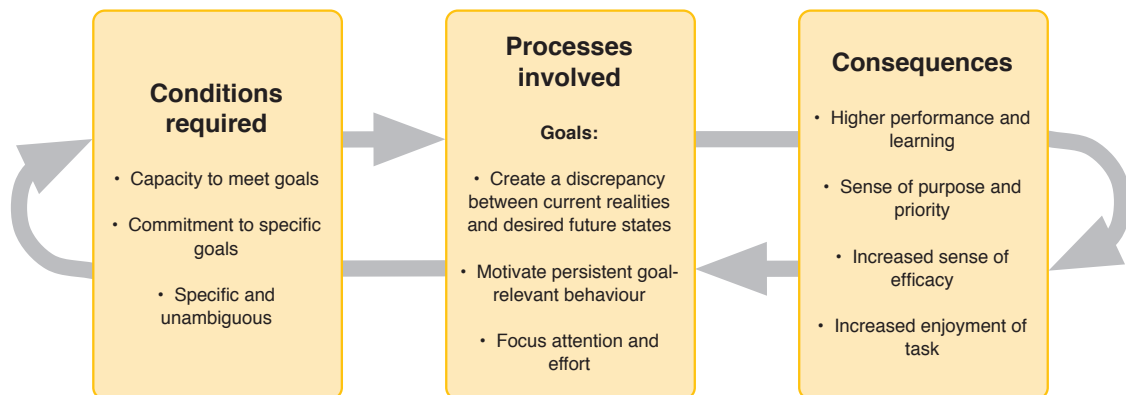 Conditions
required
• Capacity to meet goals
• Commitment to specific
goals
• Specific and
unambiguous
Processes
involved
Goals:
• Create a discrepancy
between current realities
and desired future states
• Motivate persistent goal-
relevant behaviour
• Focus attention and
effort
Consequences
• Higher performance and
learning
• Sense of purpose and
priority
• Increased sense of
efficacy
• Increased enjoyment of
task